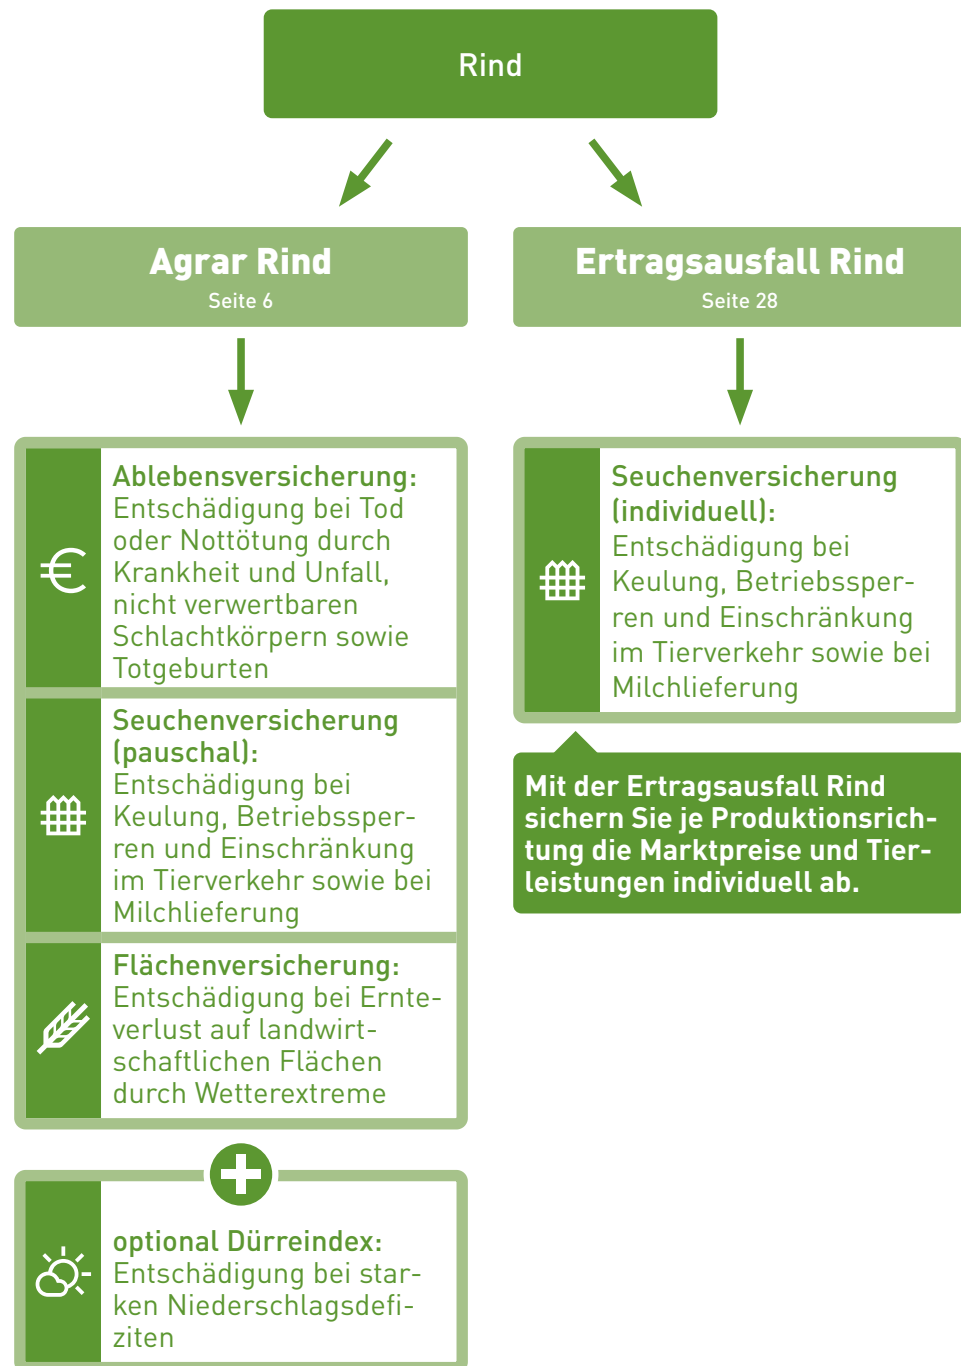 Rind
Agrar Rind
Seite 6
Ablebensversicherung:
Entschädigung bei Tod
oder Nottötung durch
Krankheit und Unfall,
nicht verwertbaren
Schlachtkörpern sowie
Totgeburten
Seuchenversicherung
(pauschal):
Entschädigung bei
Keulung, Betriebssper-
ren und Einschränkung
im Tierverkehr sowie bei
Milchlieferung
Flächenversicherung:
Entschädigung bei Ernte-
verlust auf landwirt-
schaftlichen Flächen
durch Wetterextreme
optional Dürreindex:
Entschädigung bei star-
ken Niederschlagsdefi-
ziten
Ertragsausfall Rind
Seite 28
Seuchenversicherung
(individuell):
Entschädigung bei
Keulung, Betriebssper-
ren und Einschränkung
im Tierverkehr sowie bei
Milchlieferung
Mit der Ertragsausfall Rind
sichern Sie je Produktionsrich-
tung die Marktpreise und Tier-
leistungen individuell ab.